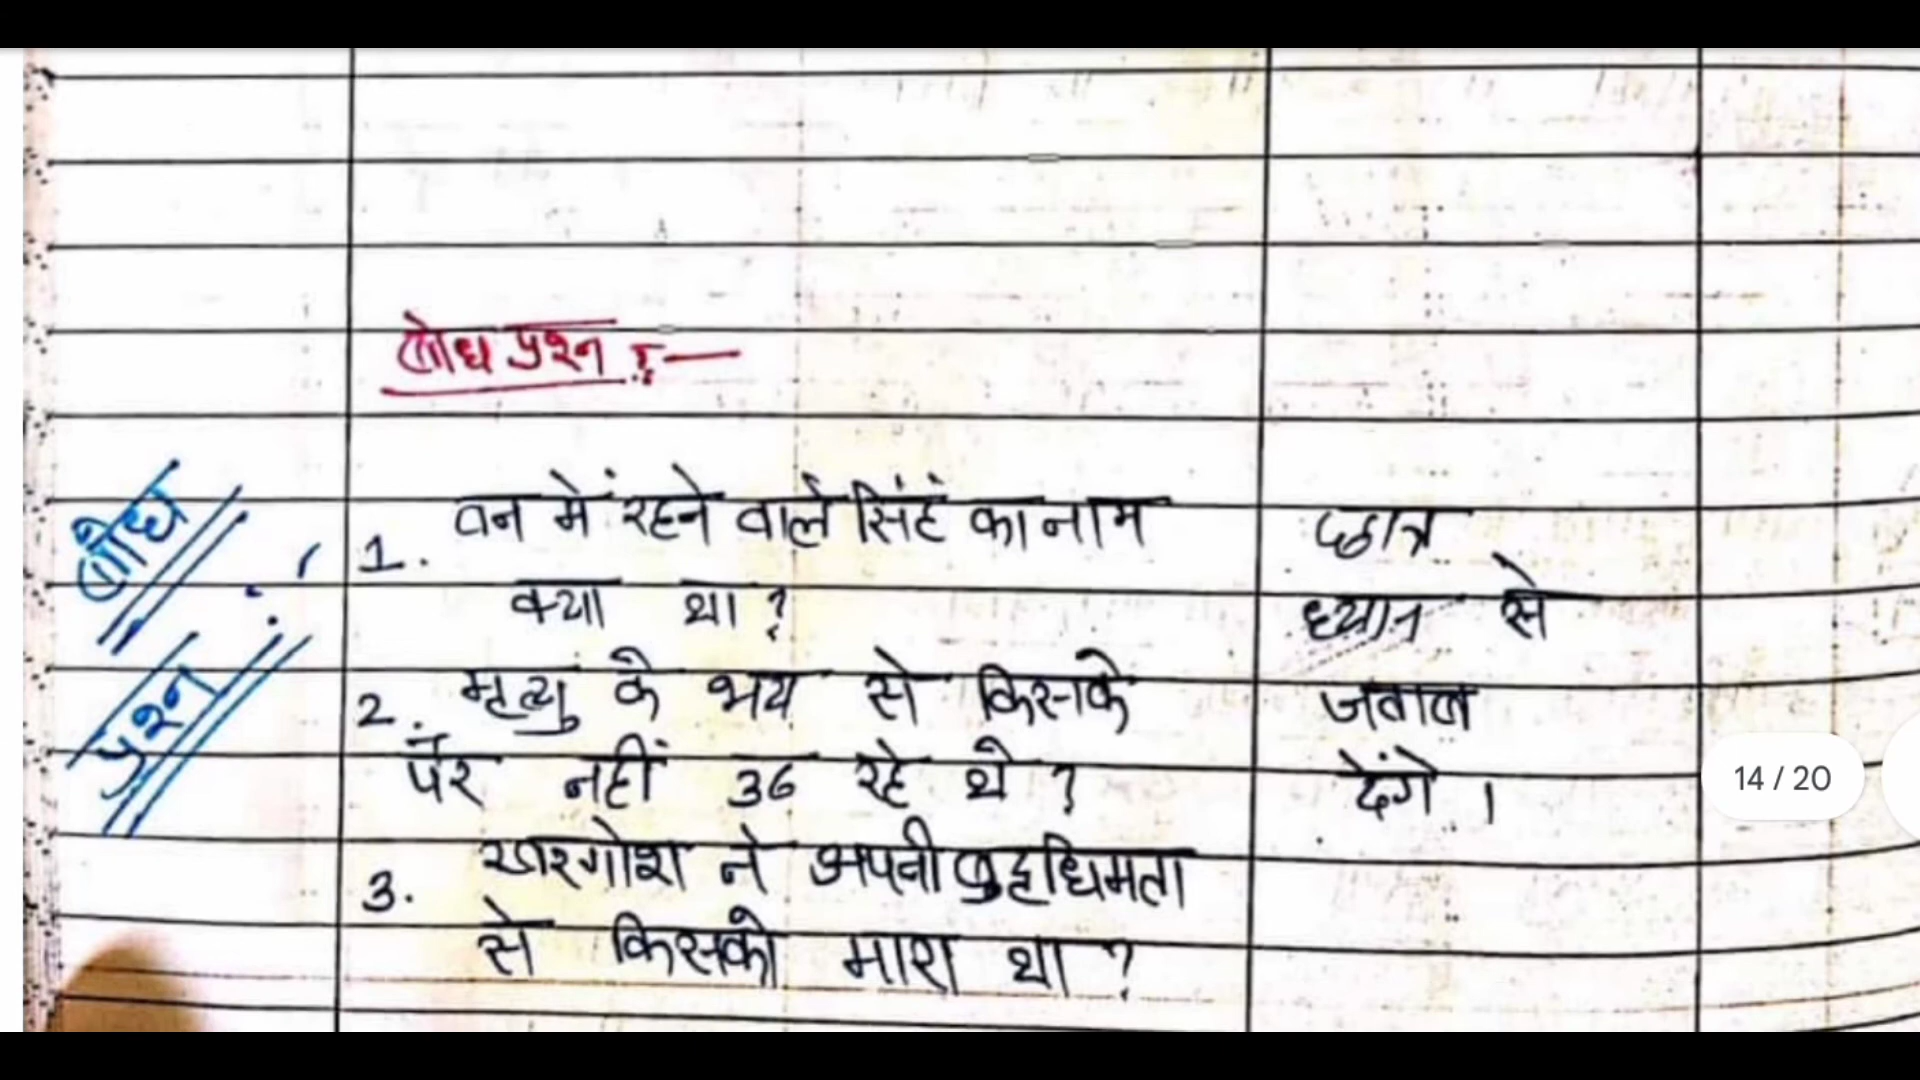 बोध प्रश्न :—
बोध
प्रश्न :-
1. वन में रहने वाले सिंहं का नाम
क्या था ?
2. मृत्यु के भय से किसके
पैर नहीं उठ रहे थे ?
3. खरगोश ने अपनी बुद्धिमता
से किसको मारा था ?
छात्र
ध्यान से
जवाब
देंगे ।
14 / 20